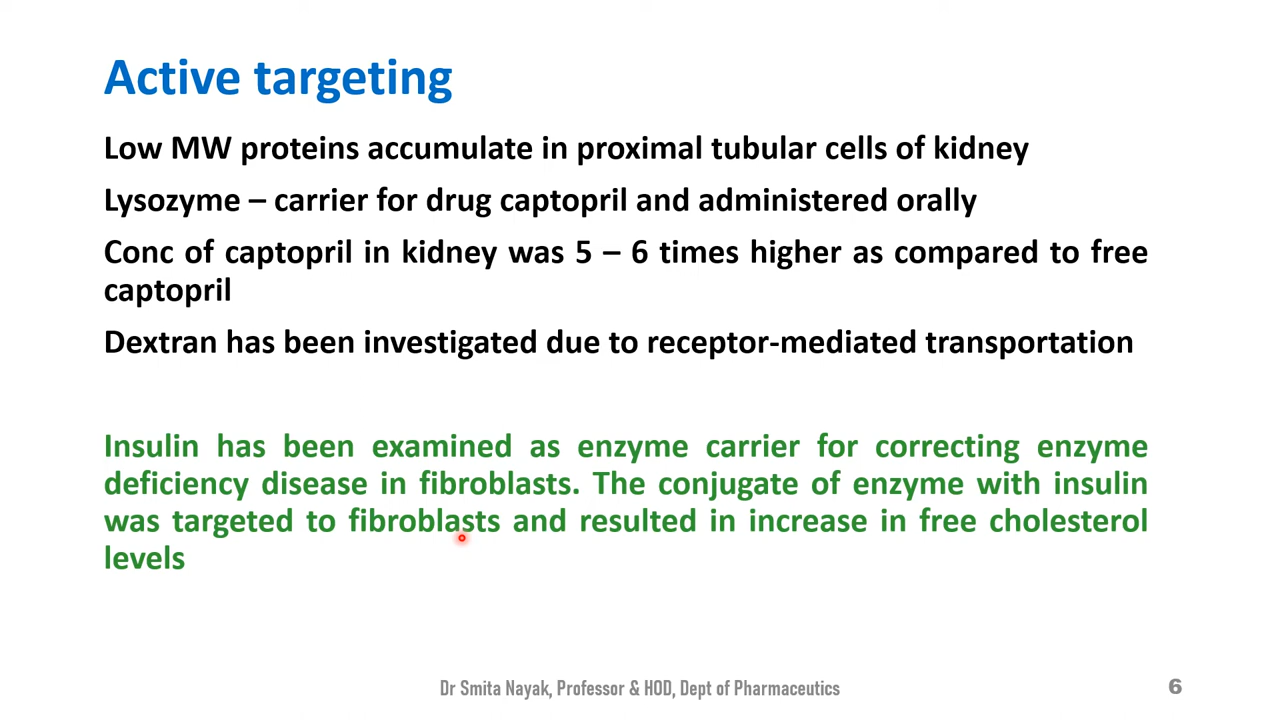 Active targeting
Low MW proteins accumulate in proximal tubular cells of kidney
Lysozyme – carrier for drug captopril and administered orally
Conc of captopril in kidney was 5 – 6 times higher as compared to free
captopril
Dextran has been investigated due to receptor-mediated transportation
Insulin has been examined as enzyme carrier for correcting enzyme
deficiency disease in fibroblasts. The conjugate of enzyme with insulin
was targeted to fibroblasts and resulted in increase in free cholesterol
levels
Dr Smita Nayak, Professor & HOD, Dept of Pharmaceutics
6